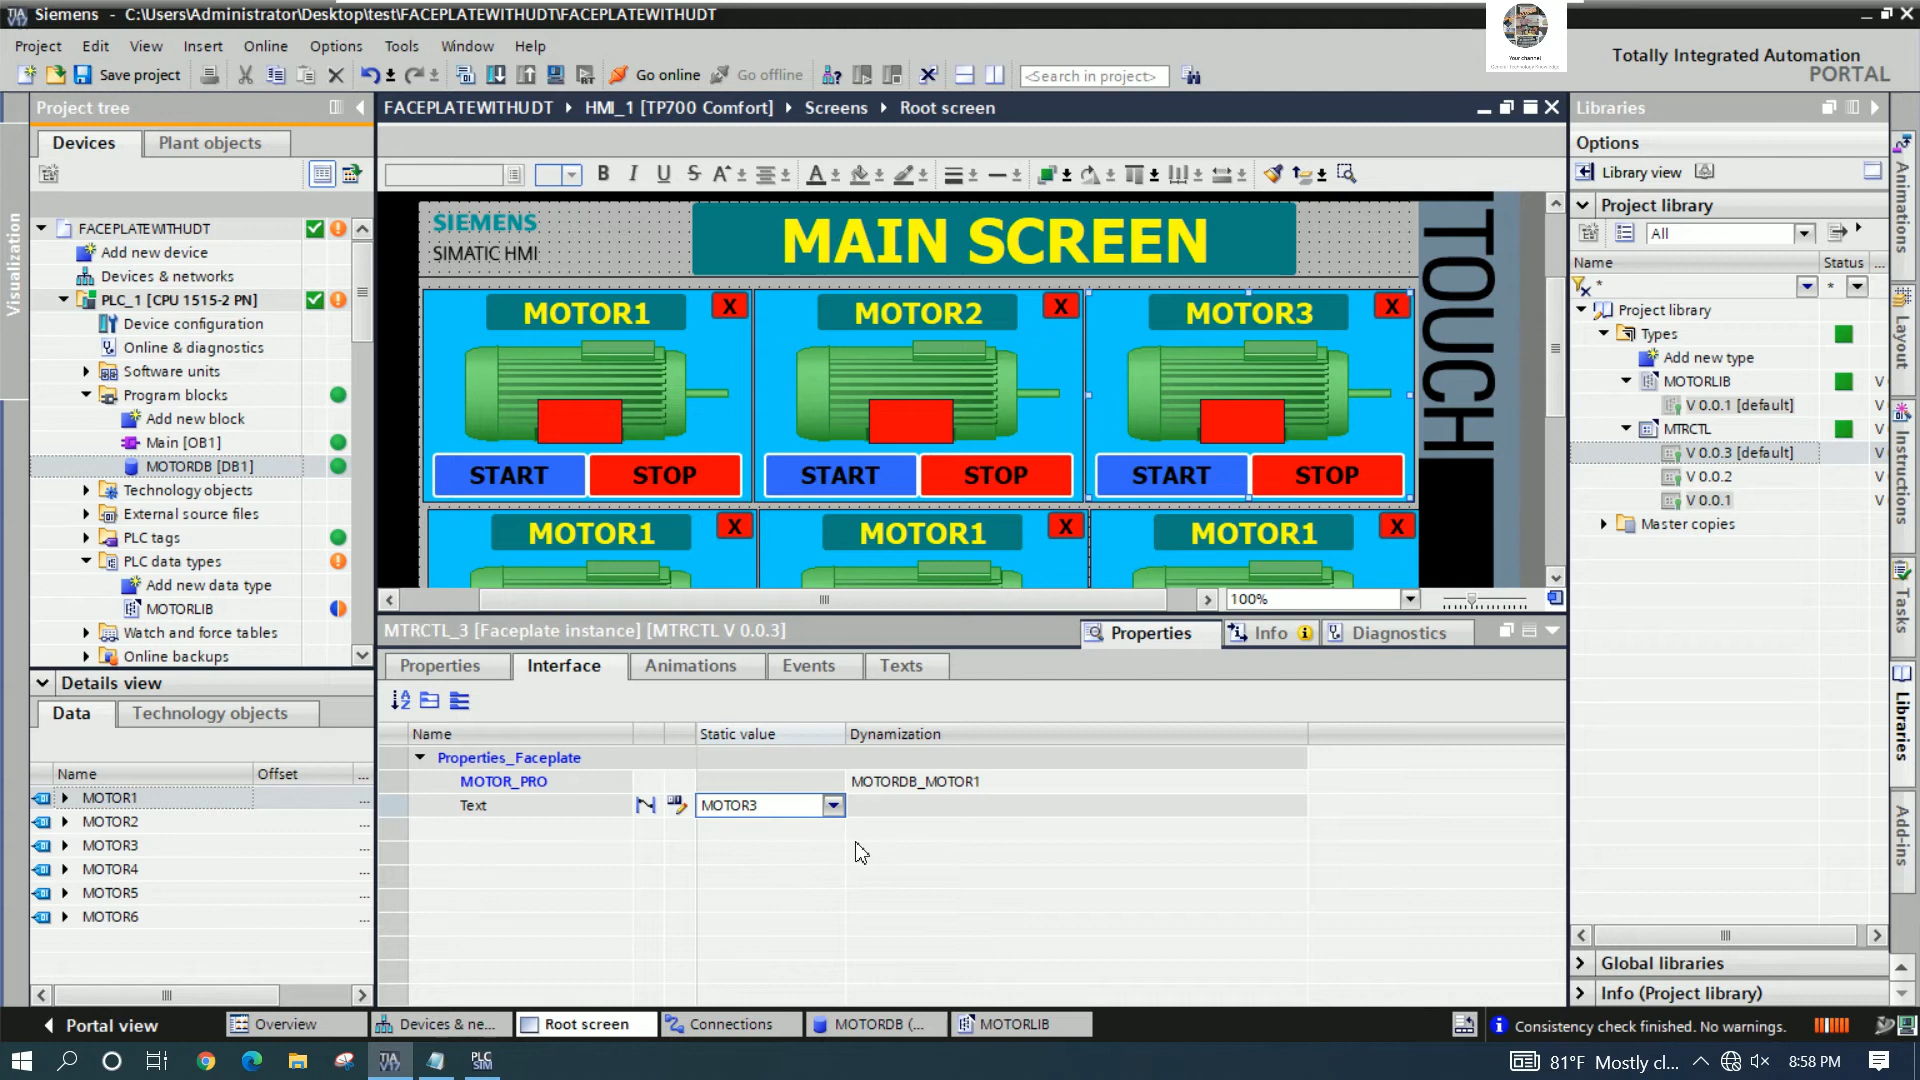 Siemens - C:\Users\Administrator\Desktop\test\FACEPLATEWITHUDT\FACEPLATEWITHUDT
Project Edit View Insert Online Options Tools Window Help
Totally Integrated Automation
PORTAL
Save project
Go online
Go offline
<Search in project>
Your channel
Project tree
FACEPLATEWITHUDT HMI_1 [TP700 Comfort] Screens Root screen
Libraries
Devices
Plant objects
Options
Library view
B I U S A
Visualization
FACEPLATEWITHUDT
Add new device
Devices & networks
PLC_1 [CPU 1515-2 PN]
Device configuration
Online & diagnostics
Software units
Program blocks
Add new block
Main [OB1]
MOTORDB [DB1]
Technology objects
External source files
PLC tags
PLC data types
Add new data type
MOTORLIB
Watch and force tables
Online backups
SIEMENS
SIMATIC HMI
MAIN SCREEN
TOUCH
MOTOR1 X
MOTOR2 X
MOTOR3 X
START STOP
START STOP
START STOP
MOTOR1 X
MOTOR1 X
MOTOR1 X
100%
Project library
All
Name Status ...
*
*
Project library
Types
Add new type
MOTORLIB V
V 0.0.1 [default] V
MTRCTL V
V 0.0.3 [default] V
V 0.0.2 V
V 0.0.1 V
Master copies
Global libraries
Info (Project library)
Animations
Layout
Instructions
Tasks
Libraries
Add-ins
Details view
Data
Technology objects
Name Offset ...
MOTOR1 ...
MOTOR2 ...
MOTOR3 ...
MOTOR4 ...
MOTOR5 ...
MOTOR6 ...
MTRCTL_3 [Faceplate instance] [MTRCTL V 0.0.3]
Properties Info Diagnostics
Properties Interface Animations Events Texts
Name Static value Dynamization
Properties_Faceplate
MOTOR_PRO MOTORDB_MOTOR1
Text MOTOR3
Portal view Overview Devices & ne... Root screen Connections MOTORDB (... MOTORLIB
Consistency check finished. No warnings.
TIA V17
PLC SIM
81°F Mostly cl... 8:58 PM